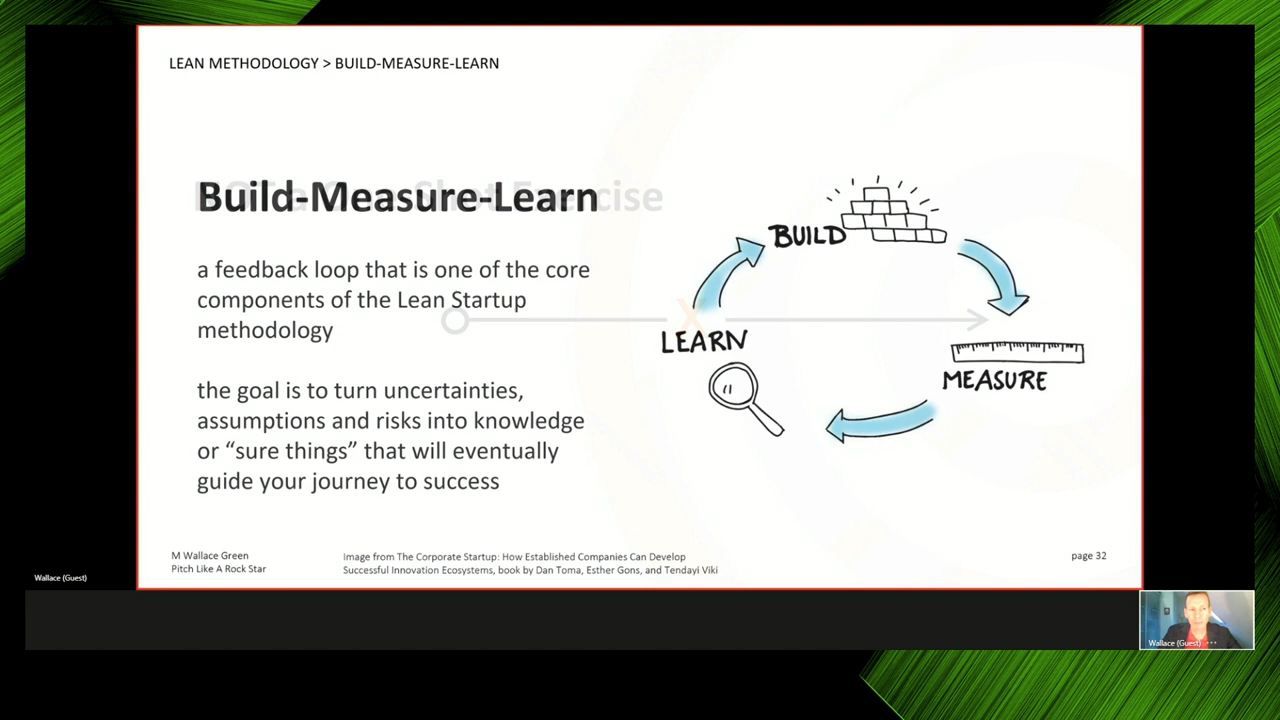 LEAN METHODOLOGY > BUILD-MEASURE-LEARN
Build-Measure-Learn
a feedback loop that is one of the core
components of the Lean Startup
methodology
the goal is to turn uncertainties,
assumptions and risks into knowledge
or “sure things” that will eventually
guide your journey to success
BUILD
LEARN
MEASURE
M Wallace Green
Pitch Like A Rock Star
Image from The Corporate Startup: How Established Companies Can Develop
Successful Innovation Ecosystems, book by Dan Toma, Esther Gons, and Tendayi Viki
page 32
Wallace (Guest)
Wallace (Guest)